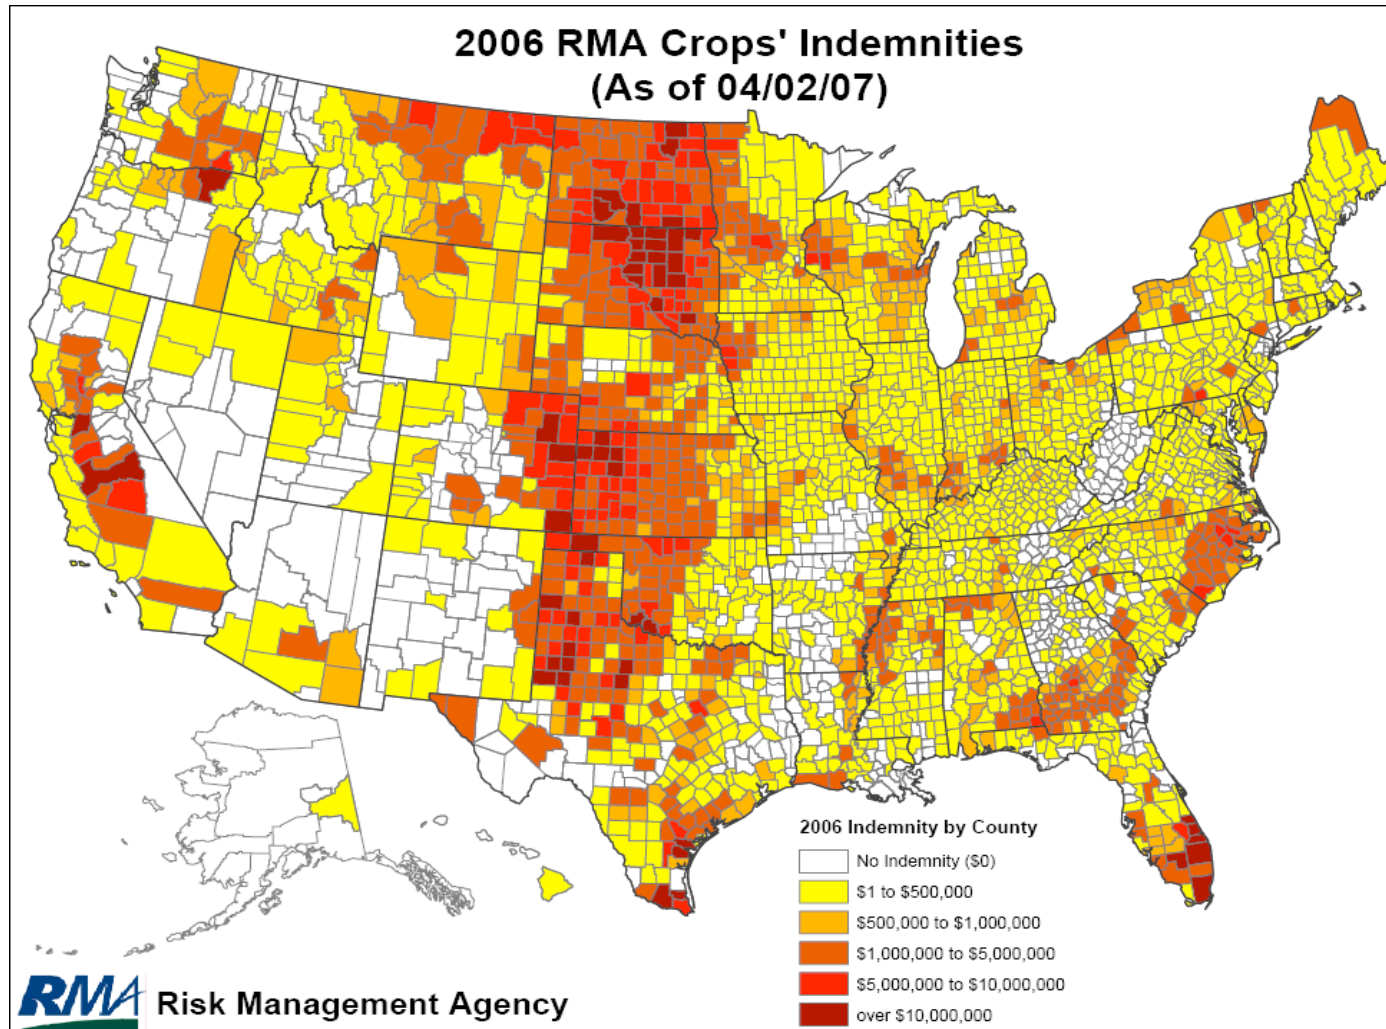 2006 RMA Crops' Indemnities
(As of 04/02/07)
2006 Indemnity by County
No Indemnity ($0)
$1 to $500,000
$500,000 to $1,000,000
$1,000,000 to $5,000,000
$5,000,000 to $10,000,000
over $10,000,000
RMA Risk Management Agency